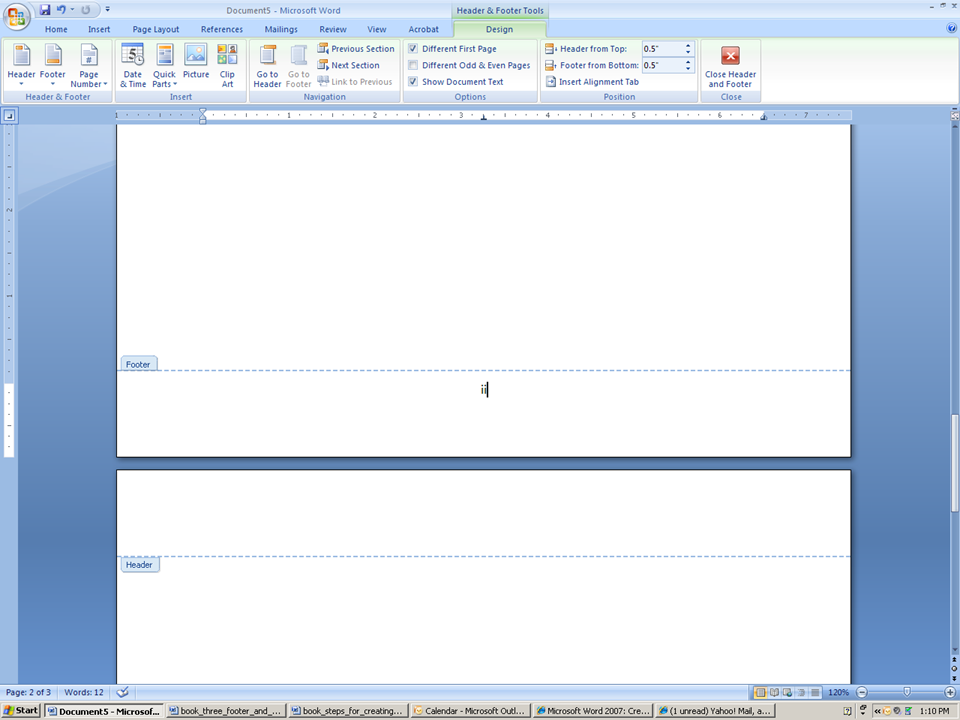 Document5 - Microsoft Word
Header & Footer Tools
Home Insert Page Layout References Mailings Review View Acrobat Design
Header Footer Page Number
Header & Footer
Date & Time Quick Parts Picture Clip Art
Insert
Go to Header Go to Footer Previous Section Next Section Link to Previous
Navigation
Different First Page
Different Odd & Even Pages
Show Document Text
Options
Header from Top: 0.5"
Footer from Bottom: 0.5"
Insert Alignment Tab
Position
Close Header and Footer
Close
1 1 2 3 4 5 6 7
2
1
Footer
ii
Header
Page: 2 of 3 Words: 12 120%
Start Document5 - Microsof... book_three_footer_and_... book_steps_for_creating... Calendar - Microsoft Outl... Microsoft Word 2007: Cre... (1 unread) Yahoo! Mail, a... 1:10 PM